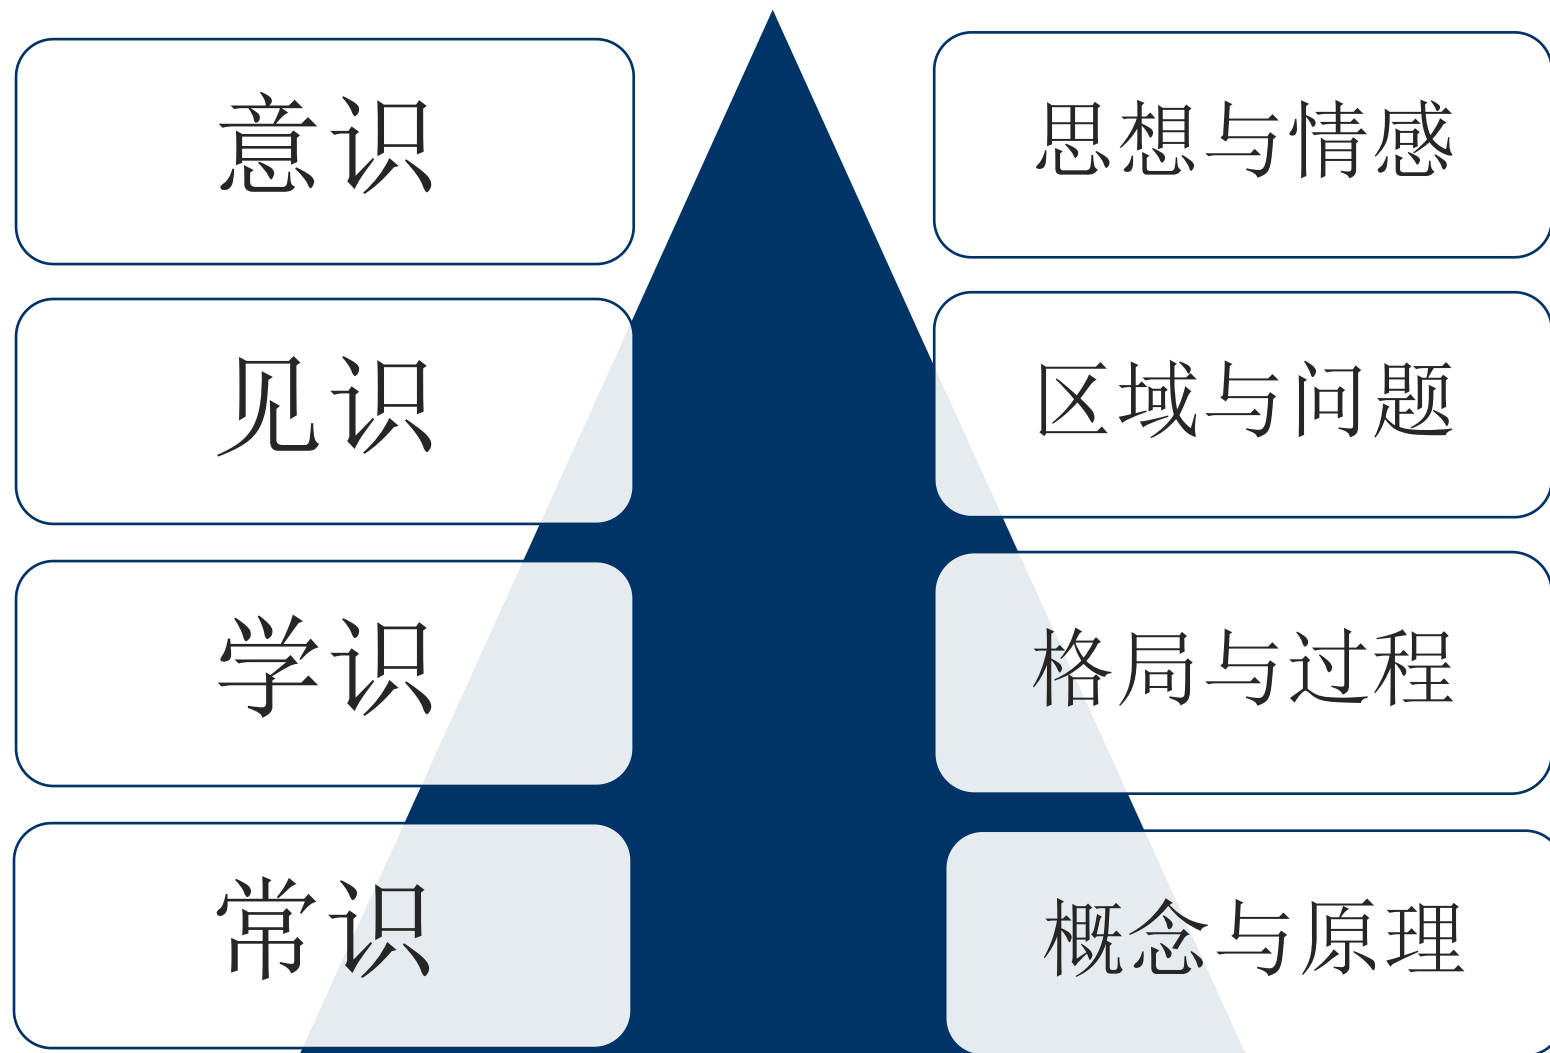 意识
思想与情感
见识
区域与问题
学识
格局与过程
常识
概念与原理